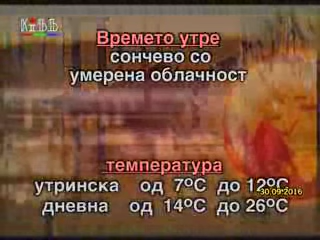 Времето утре
сончево со
умерена облачност
температура
утринска од 7ºC до 12ºC
30.09.2016
дневна од 14ºC до 26ºC